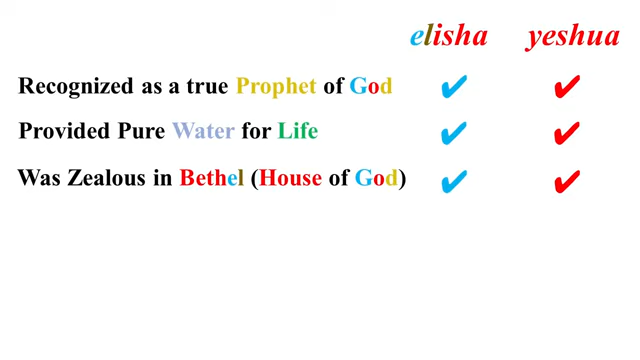 elisha yeshua
Recognized as a true Prophet of God ✔ ✔
Provided Pure Water for Life ✔ ✔
Was Zealous in Bethel (House of God) ✔ ✔